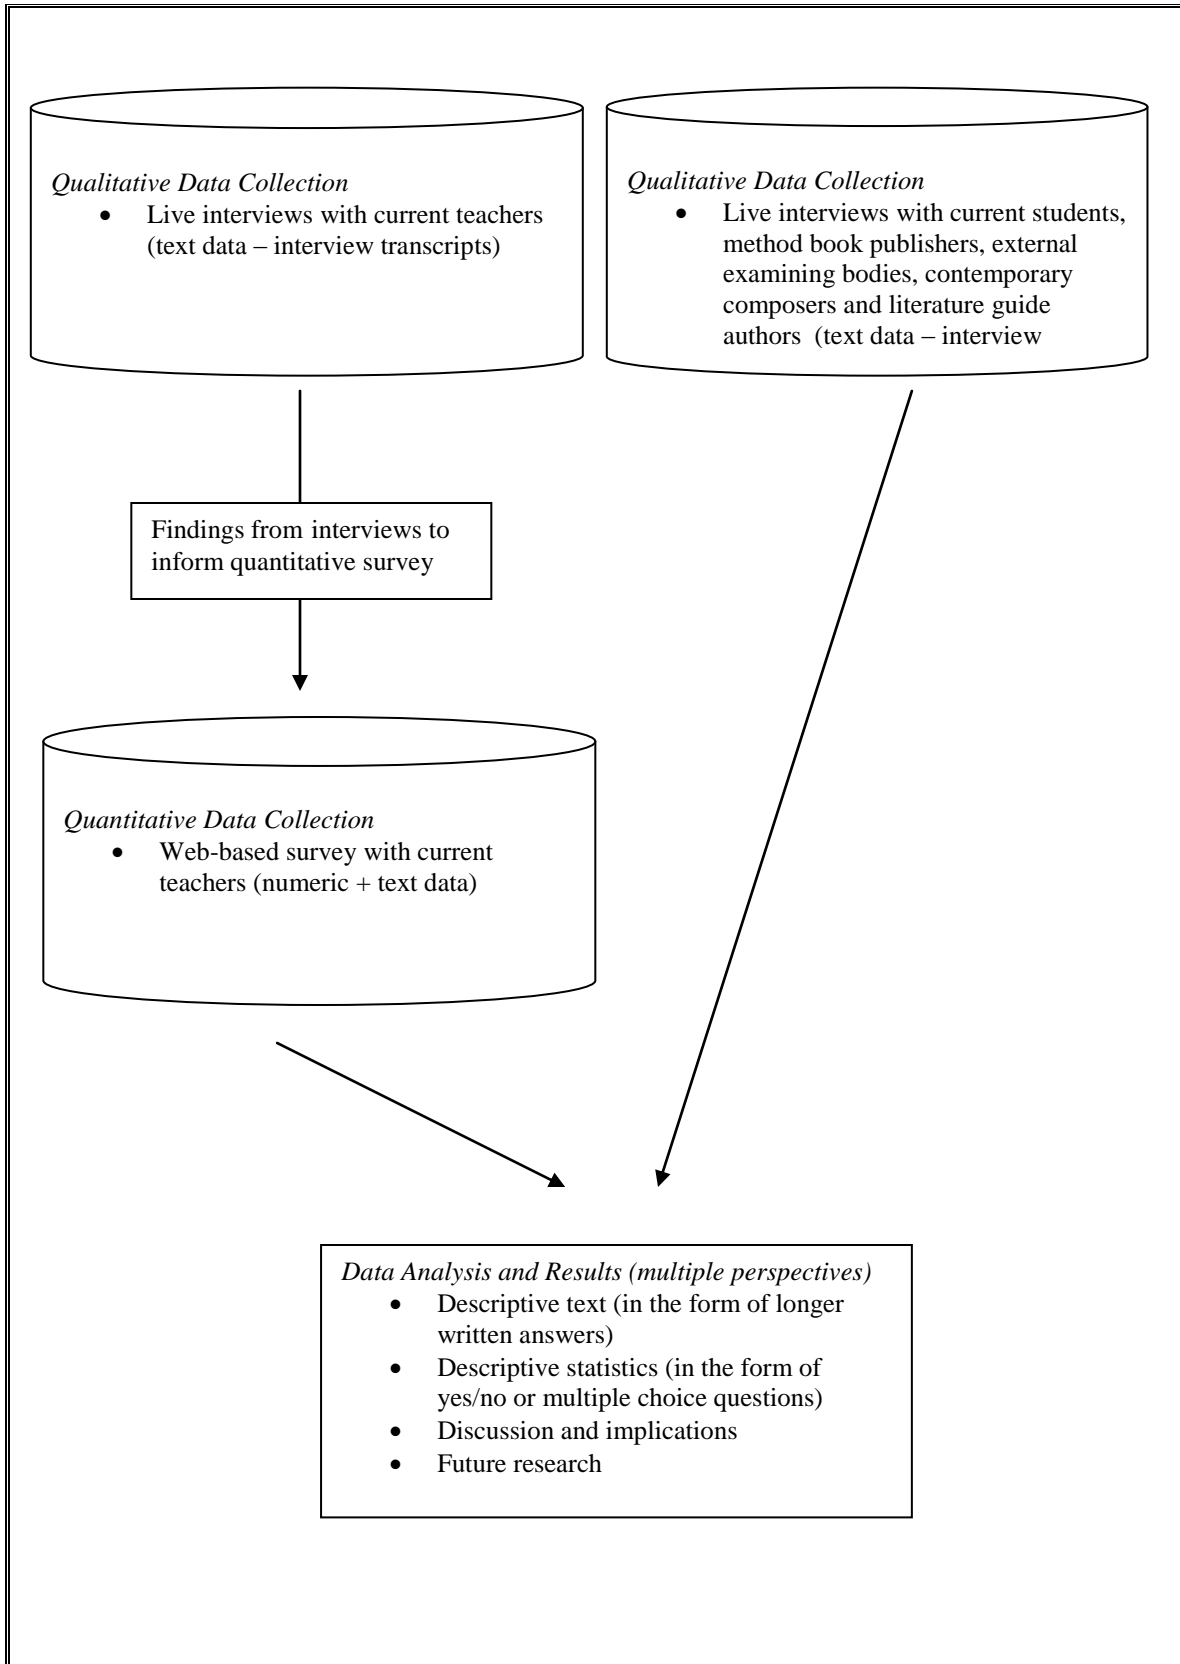 Qualitative Data Collection
• Live interviews with current teachers
(text data – interview transcripts)
Qualitative Data Collection
• Live interviews with current students,
method book publishers, external
examining bodies, contemporary
composers and literature guide
authors (text data – interview
Findings from interviews to
inform quantitative survey
Quantitative Data Collection
• Web-based survey with current
teachers (numeric + text data)
Data Analysis and Results (multiple perspectives)
• Descriptive text (in the form of longer
written answers)
• Descriptive statistics (in the form of
yes/no or multiple choice questions)
• Discussion and implications
• Future research